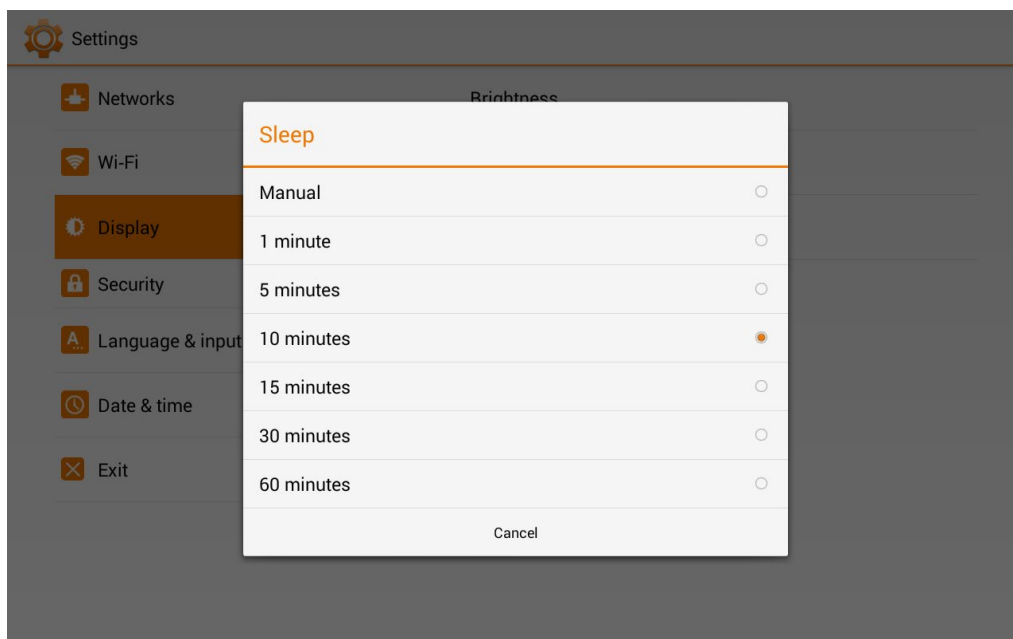 Settings
Networks
Brightness
Wi-Fi
Display
Security
Language & input
Date & time
Exit
Sleep
Manual
1 minute
5 minutes
10 minutes
15 minutes
30 minutes
60 minutes
Cancel